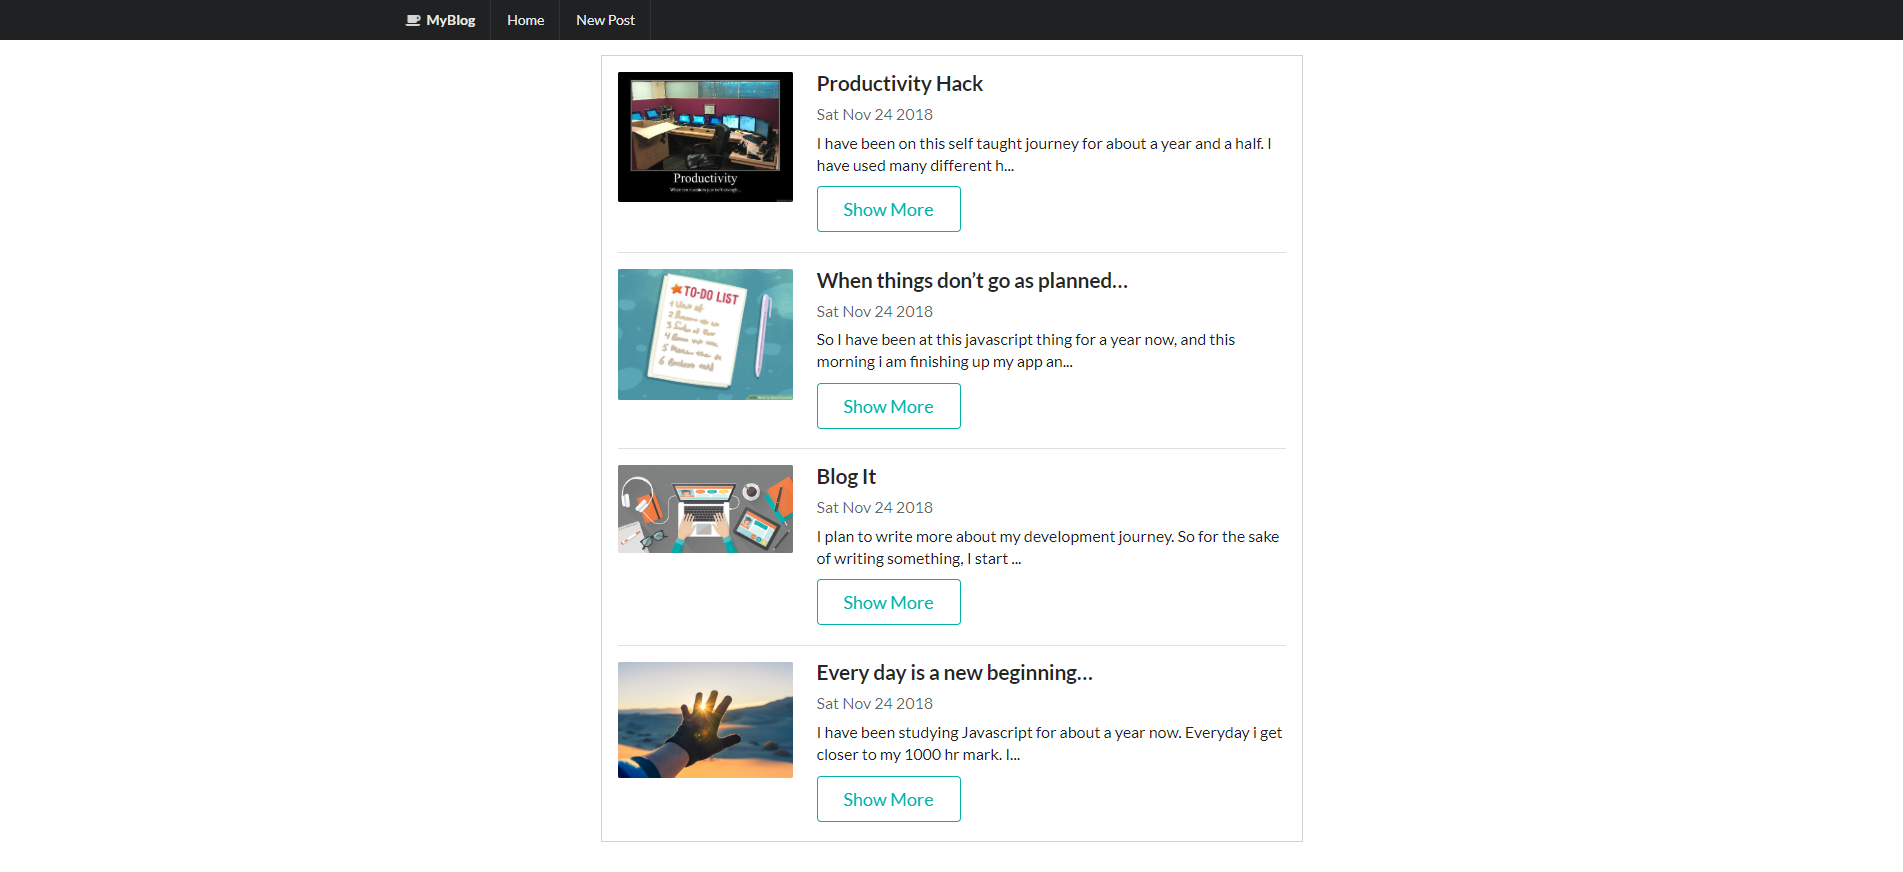 MyBlog
Home
New Post
Productivity
Productivity Hack
Sat Nov 24 2018
I have been on this self taught journey for about a year and a half. I
have used many different h...
Show More
TO-DO LIST
When things don’t go as planned...
Sat Nov 24 2018
So I have been at this javascript thing for a year now, and this
morning i am finishing up my app an...
Show More
Blog It
Sat Nov 24 2018
I plan to write more about my development journey. So for the sake
of writing something, I start ...
Show More
Every day is a new beginning...
Sat Nov 24 2018
I have been studying Javascript for about a year now. Everyday i get
closer to my 1000 hr mark. I...
Show More